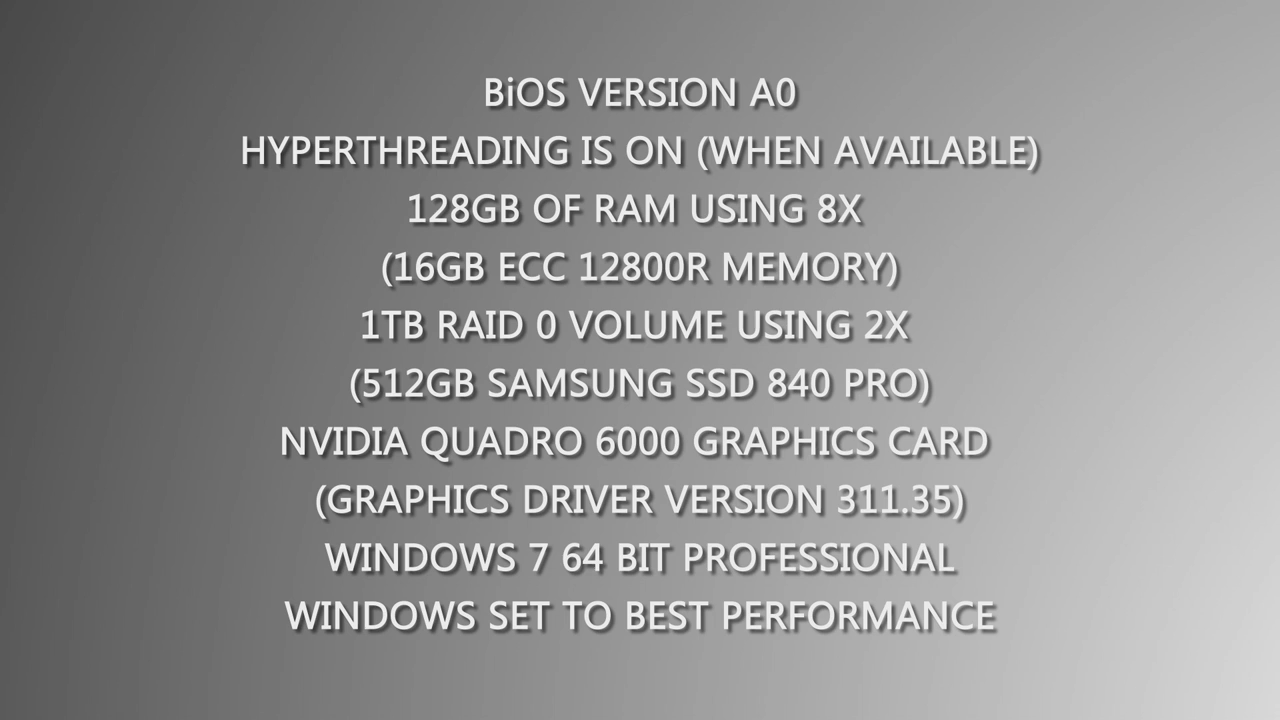 BiOS VERSION A0
HYPERTHREADING IS ON (WHEN AVAILABLE)
128GB OF RAM USING 8X
(16GB ECC 12800R MEMORY)
1TB RAID 0 VOLUME USING 2X
(512GB SAMSUNG SSD 840 PRO)
NVIDIA QUADRO 6000 GRAPHICS CARD
(GRAPHICS DRIVER VERSION 311.35)
WINDOWS 7 64 BIT PROFESSIONAL
WINDOWS SET TO BEST PERFORMANCE